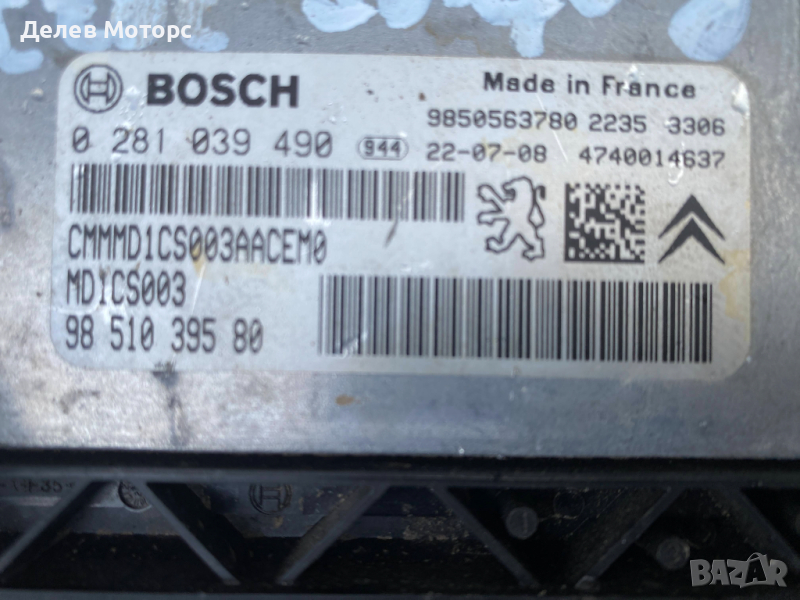 Делев Моторс
BOSCH
Made in France
9850563780 2235 3306
0 281 039 490 944 22-07-08 4740014637
CMMMD1CS003AACEM0
MD1CS003
98 510 395 80
BAZAR